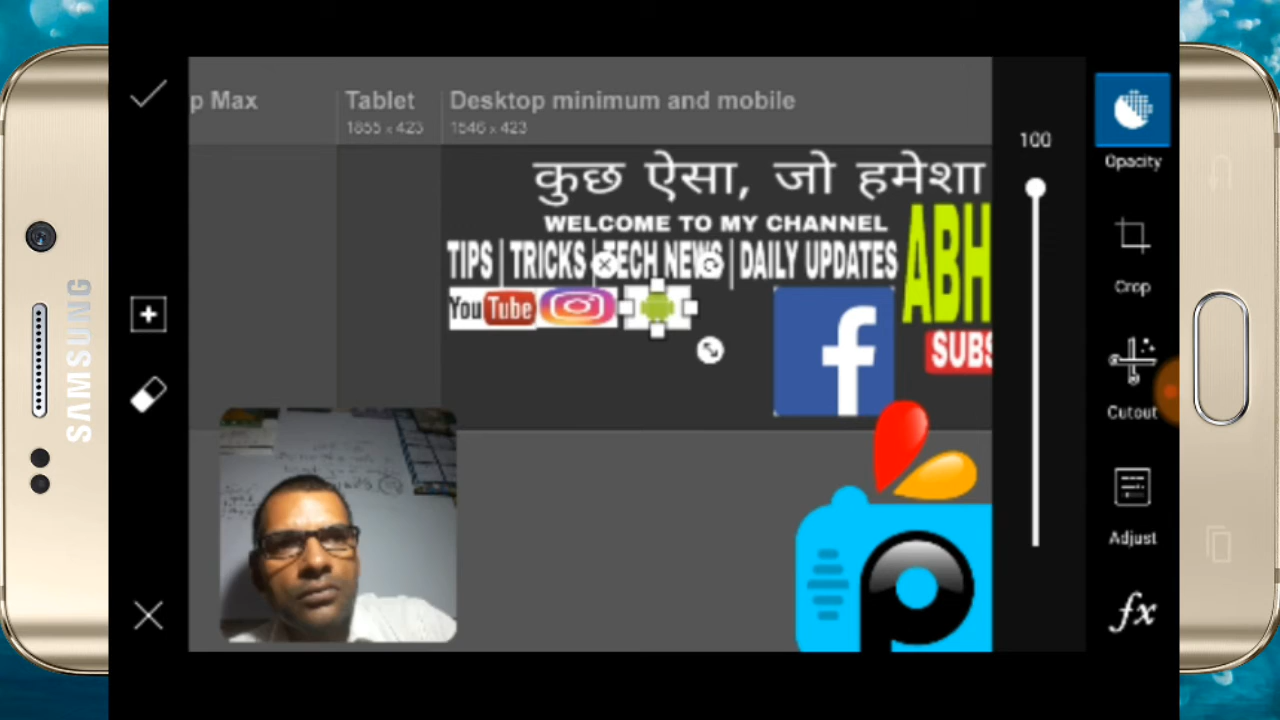 p Max
Tablet
Desktop minimum and mobile
1855 x 423
1546 x 423
100
Opacity
कुछ ऐसा, जो हमेशा
WELCOME TO MY CHANNEL
TIPS | TRICKS | TECH NEWS | DAILY UPDATES
ABH
YouTube
f
SUBS
Crop
Cutout
Adjust
fx
P
SAMSUNG